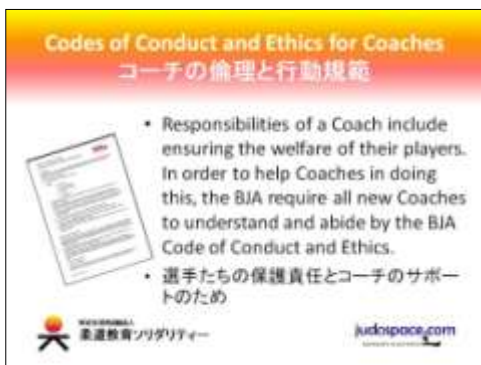 Codes of Conduct and Ethics for Coaches
コーチの倫理と行動規範
• Responsibilities of a Coach include
ensuring the welfare of their players.
In order to help Coaches in doing
this, the BJA require all new Coaches
to understand and abide by the BJA
Code of Conduct and Ethics.
• 選手たちの保護責任とコーチのサポー
トのため
柔道教育ソリダリティー
judospace.com